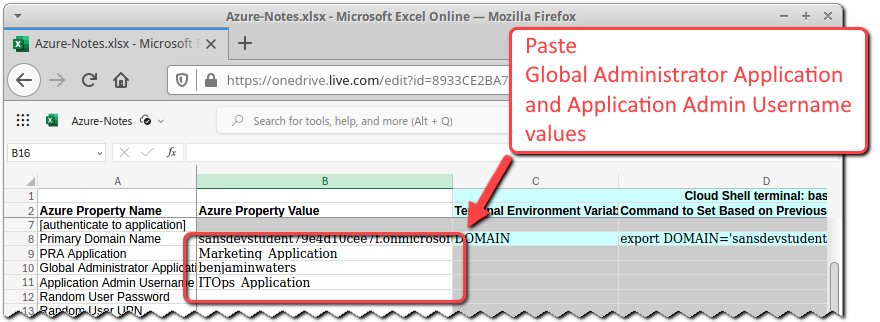 Azure-Notes.xlsx - Microsoft Excel Online — Mozilla Firefox
Azure-Notes.xlsx - Microsoft E
https://onedrive.live.com/edit?id=8933CE2BA7
Paste
Global Administrator Application
and Application Admin Username
values
Azure-Notes
Search for tools, help, and more (Alt + Q)
B16
fx
A B C D
1 Cloud Shell terminal: bas
2 Azure Property Name Azure Property Value Terminal Environment Variab Command to Set Based on Previous
7 [authenticate to application]
8 Primary Domain Name DOMAIN export DOMAIN='sansdevstudent
9 PRA Application Marketing Application
10 Global Administrator Applicati benjaminwaters
11 Application Admin Username ITOps Application
12 Random User Password
13 Random User UPN